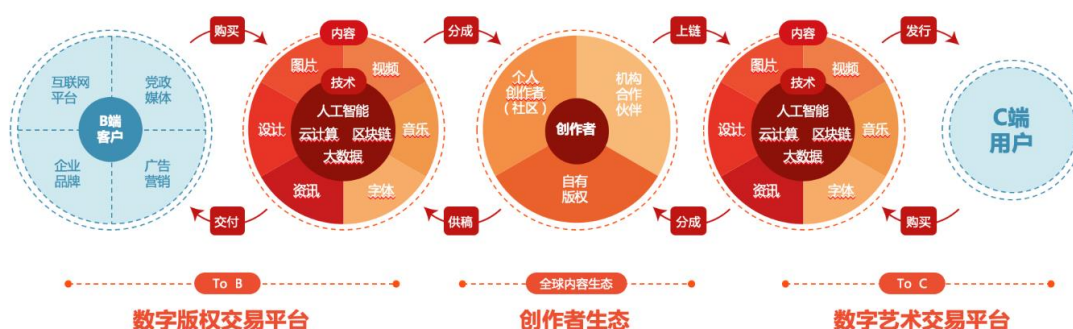 购买
分成
上链
发行
互联网
平台
党政
媒体
B端
客户
企业
品牌
广告
营销
内容
图片
视频
技术
人工智能
云计算
区块链
大数据
设计
音乐
资讯
字体
个人
创作者
（社区）
机构
合作
伙伴
创作者
自有
版权
内容
图片
视频
技术
人工智能
云计算
区块链
大数据
设计
音乐
资讯
字体
C端
用户
交付
供稿
分成
购买
To B
全球内容生态
To C
数字版权交易平台
创作者生态
数字艺术交易平台